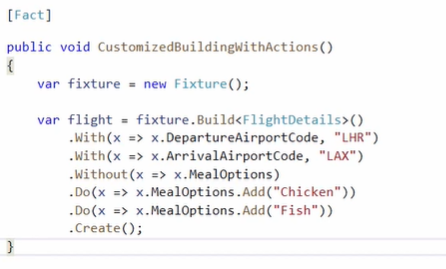 [Fact]
public void CustomizedBuildingWithActions()
{
    var fixture = new Fixture();
    var flight = fixture.Build<FlightDetails>()
        .With(x => x.DepartureAirportCode, "LHR")
        .With(x => x.ArrivalAirportCode, "LAX")
        .Without(x => x.MealOptions)
        .Do(x => x.MealOptions.Add("Chicken"))
        .Do(x => x.MealOptions.Add("Fish"))
        .Create();
}